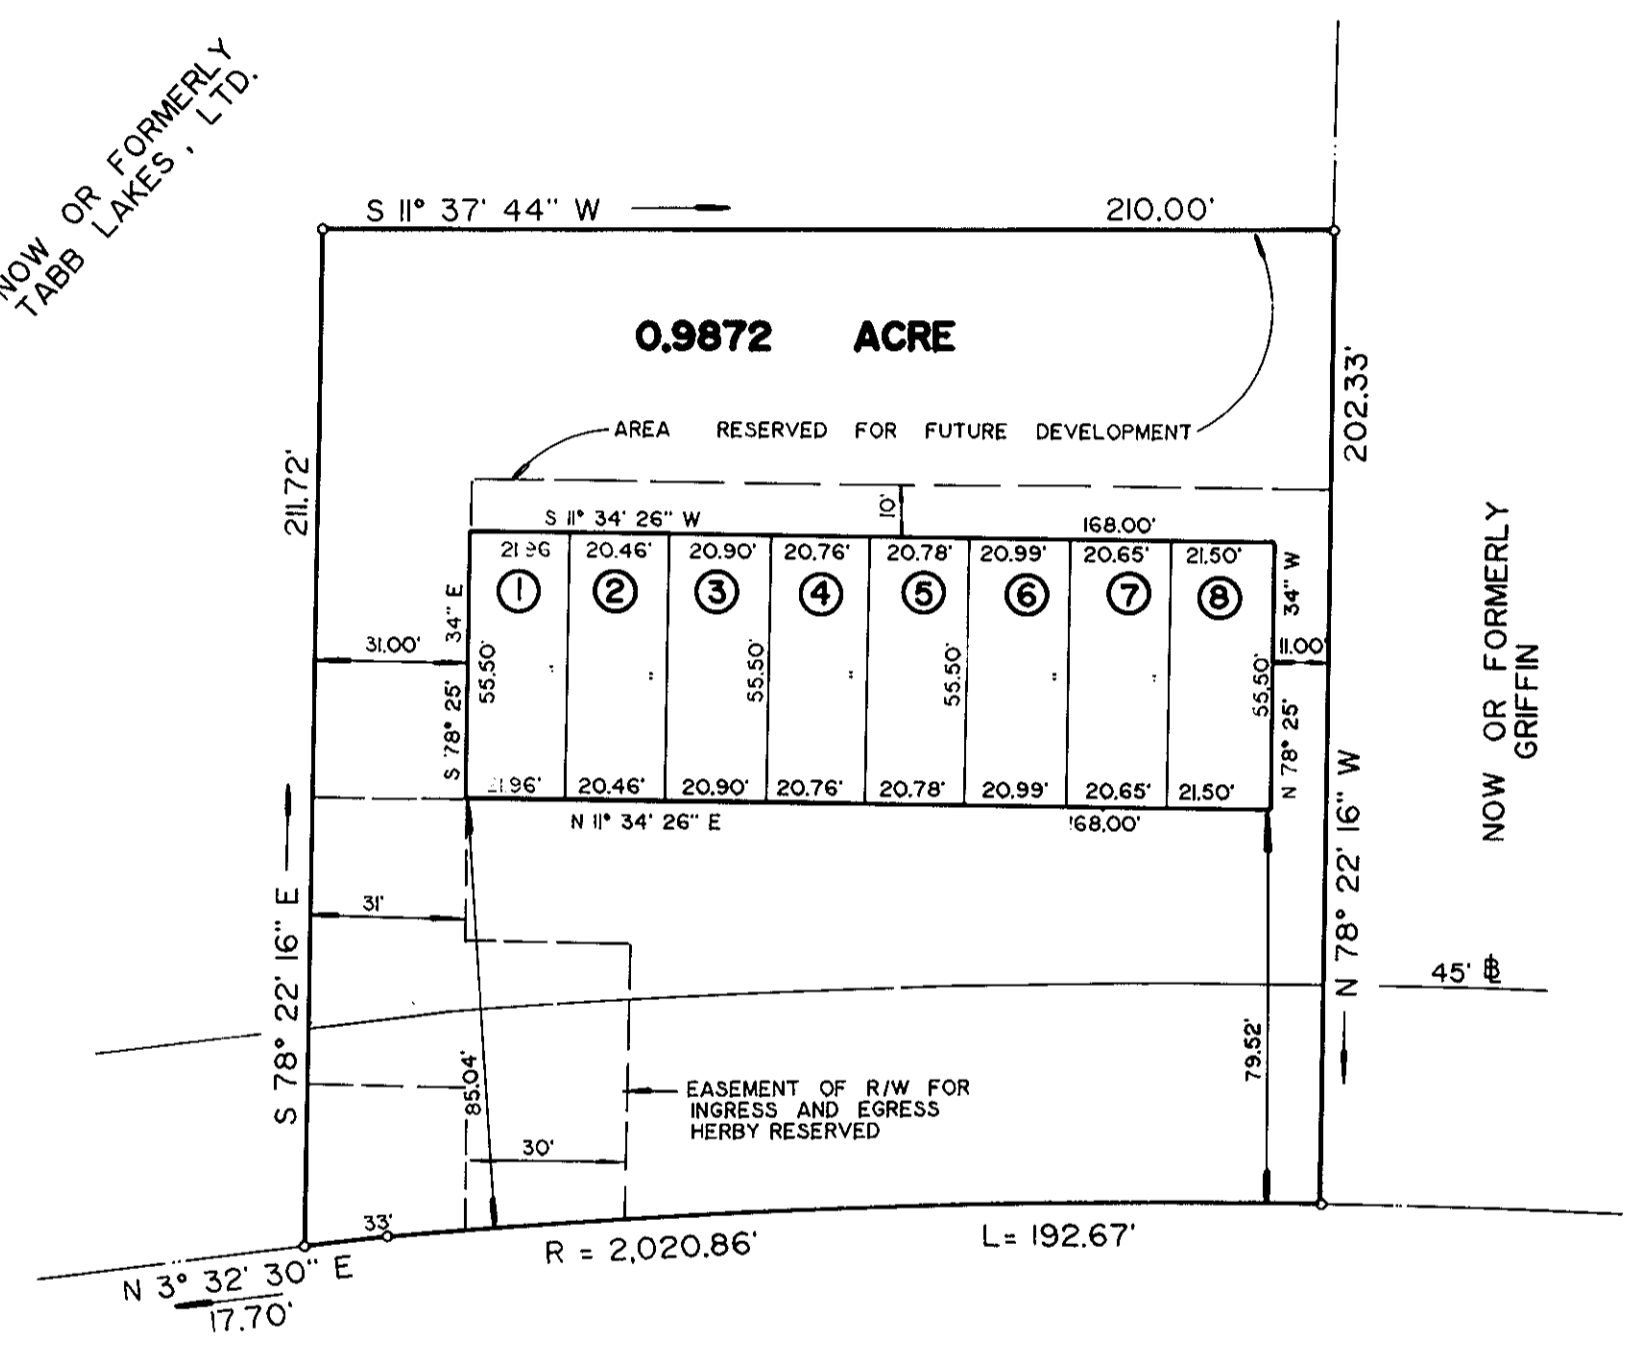 NOW OR FORMERLY
TABB LAKES, LTD.
S 11° 37' 44" W
210.00'
0.9872 ACRE
202.33'
AREA RESERVED FOR FUTURE DEVELOPMENT
211.72'
10'
S 11° 34' 26" W
168.00'
21.96
20.46'
20.90'
20.76'
20.78'
20.99'
20.65'
21.50'
1
2
3
4
5
6
7
8
S 78° 25' 34" E
N 78° 25' 34" W
31.00'
11.00'
55.50'
"
"
55.50'
"
55.50'
"
"
55.50'
NOW OR FORMERLY
GRIFFIN
21.96'
20.46'
20.90'
20.76'
20.78'
20.99'
20.65'
21.50'
N 11° 34' 26" E
168.00'
31'
S 78° 22' 16" E
N 78° 22' 16" W
45' BL
85.04'
79.52'
EASEMENT OF R/W FOR
INGRESS AND EGRESS
HERBY RESERVED
30'
33'
R = 2,020.86'
L= 192.67'
N 3° 32' 30" E
17.70'